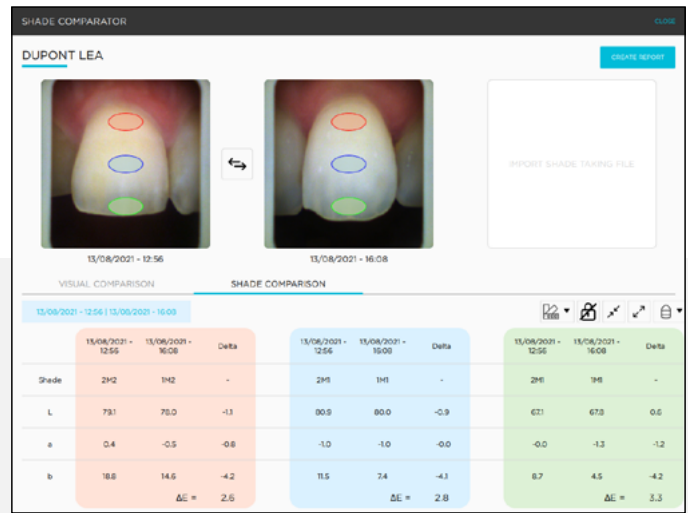 SHADE COMPARATOR CLOSE
DUPONT LEA CREATE REPORT
IMPORT SHADE TAKING FILE
13/08/2021 - 12:56 13/08/2021 - 16:08
VISUAL COMPARISON SHADE COMPARISON
13/08/2021 - 12:56 | 13/08/2021 - 16:08
13/08/2021 - 12:56 13/08/2021 - 16:08 Delta 13/08/2021 - 12:56 13/08/2021 - 16:08 Delta 13/08/2021 - 12:56 13/08/2021 - 16:08 Delta
Shade 2M2 1M2 - 2M1 1M1 - 2M1 1M1 -
L 79.1 78.0 -1.1 80.9 80.0 -0.9 67.1 67.8 0.6
a 0.4 -0.5 -0.8 -1.0 -1.0 -0.0 -0.0 -1.3 -1.2
b 18.8 14.6 -4.2 11.5 7.4 -4.1 8.7 4.5 -4.2
ΔE = 2.6 ΔE = 2.8 ΔE = 3.3